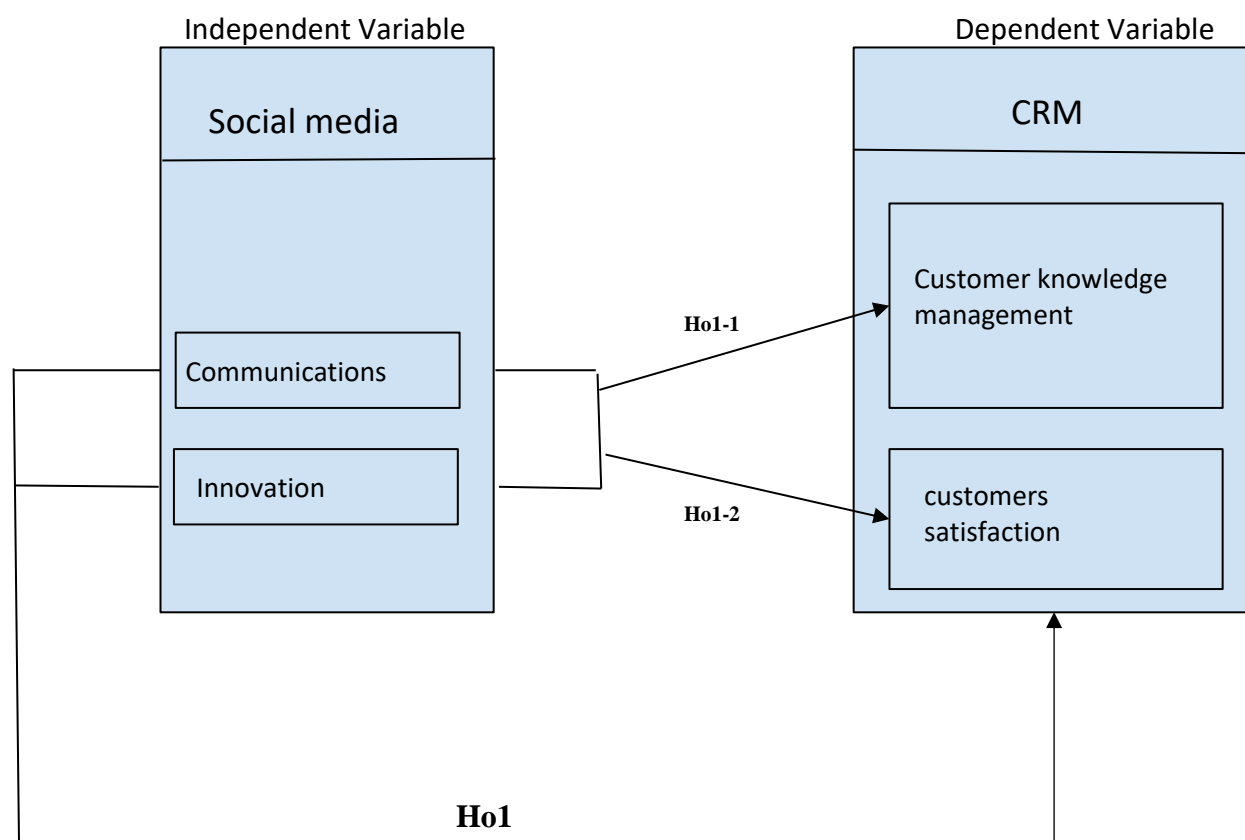 Independent Variable
Dependent Variable
Social media
CRM
Customer knowledge
management
Ho1-1
Communications
Innovation
Ho1-2
customers
satisfaction
Ho1